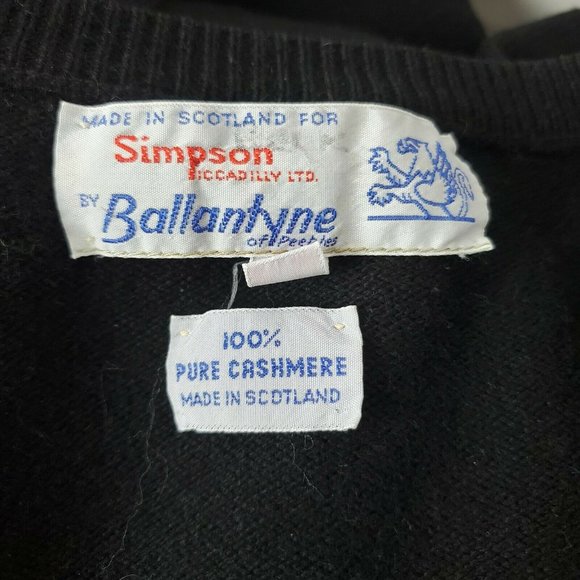 MADE IN SCOTLAND FOR
Simpson
PICCADILLY LTD.
BY Ballantyne
of Peebles
100%
PURE CASHMERE
MADE IN SCOTLAND